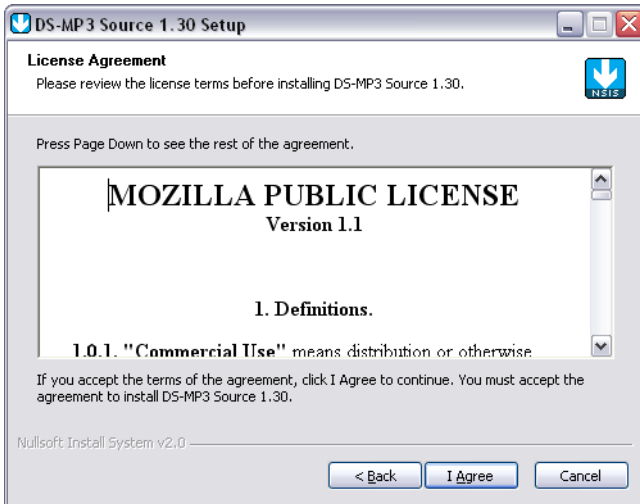 DS-MP3 Source 1.30 Setup
License Agreement
Please review the license terms before installing DS-MP3 Source 1.30.
NSIS
Press Page Down to see the rest of the agreement.
MOZILLA PUBLIC LICENSE
Version 1.1
1. Definitions.
1.0.1. "Commercial Use" means distribution or otherwise
If you accept the terms of the agreement, click I Agree to continue. You must accept the
agreement to install DS-MP3 Source 1.30.
Nullsoft Install System v2.0
< Back
I Agree
Cancel